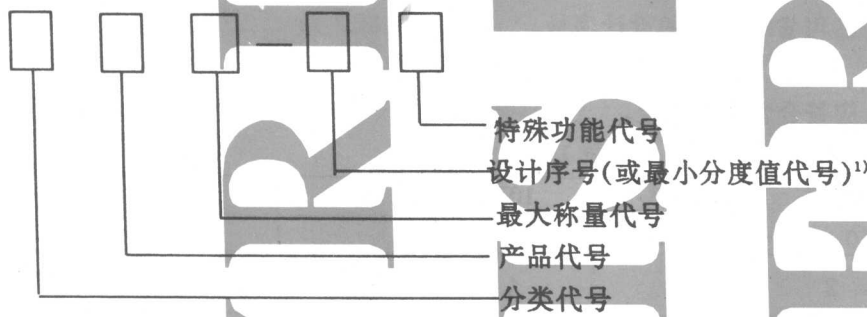 特殊功能代号
设计序号(或最小分度值代号)¹⁾
最大称量代号
产品代号
分类代号